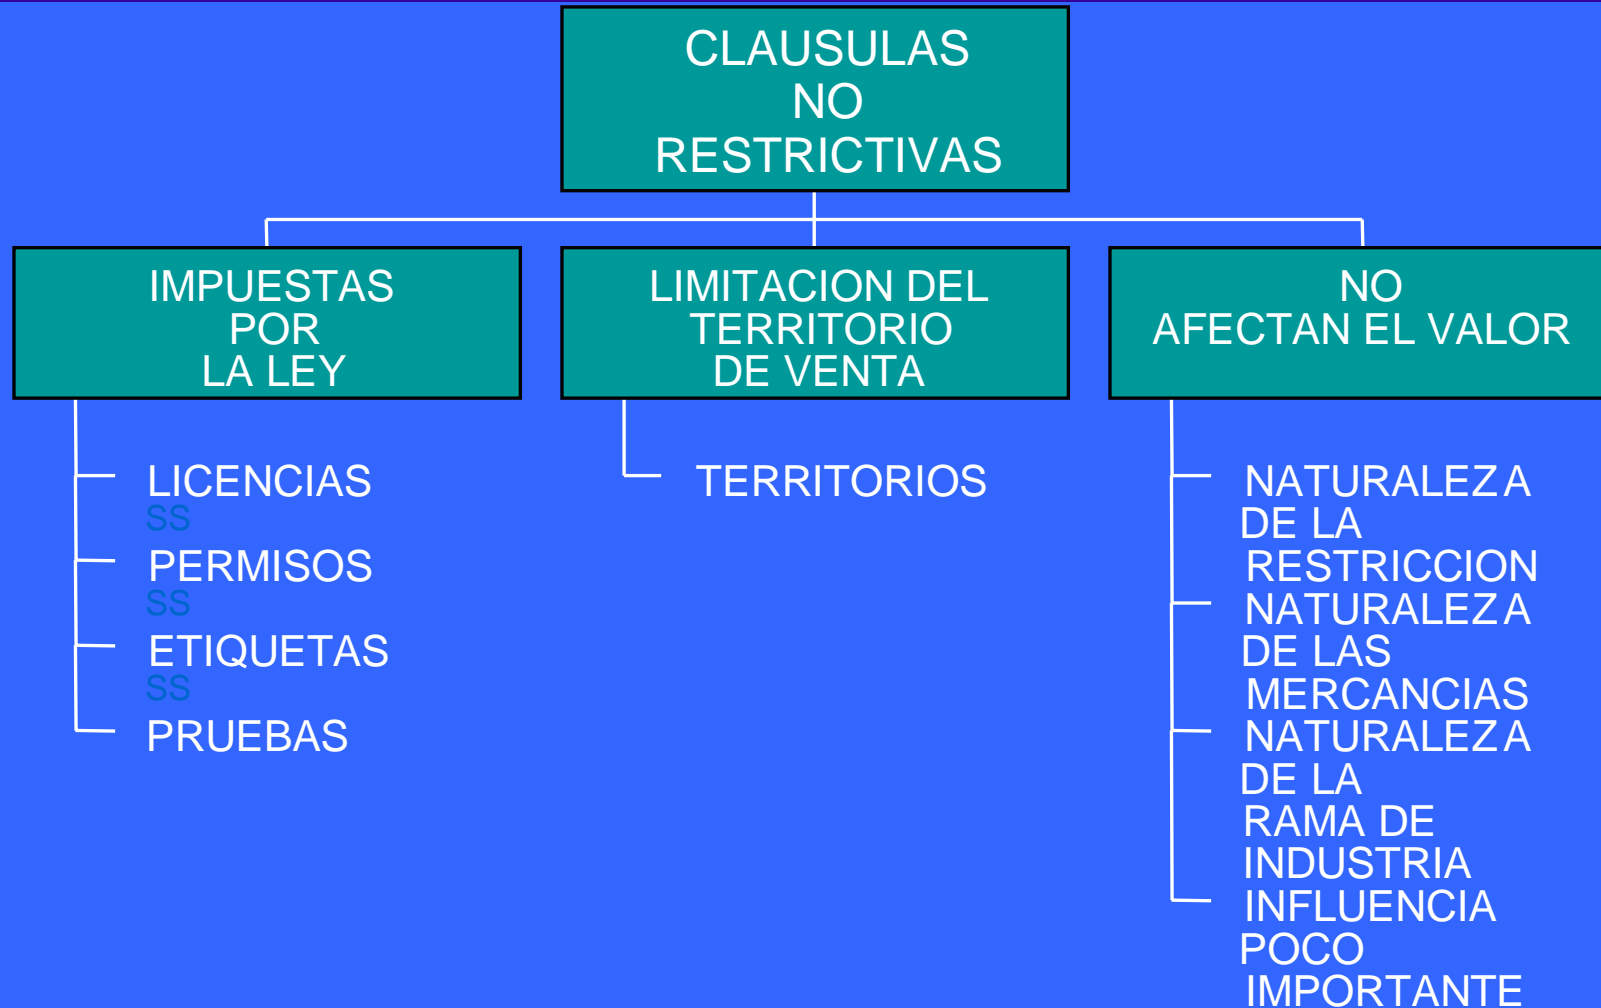 CLAUSULAS
NO
RESTRICTIVAS
IMPUESTAS
POR
LA LEY
LIMITACION DEL
TERRITORIO
DE VENTA
NO
AFECTAN EL VALOR
LICENCIAS
SS
PERMISOS
SS
ETIQUETAS
SS
PRUEBAS
TERRITORIOS
NATURALEZA
DE LA
RESTRICCION
NATURALEZA
DE LAS
MERCANCIAS
NATURALEZA
DE LA
RAMA DE
INDUSTRIA
INFLUENCIA
POCO
IMPORTANTE